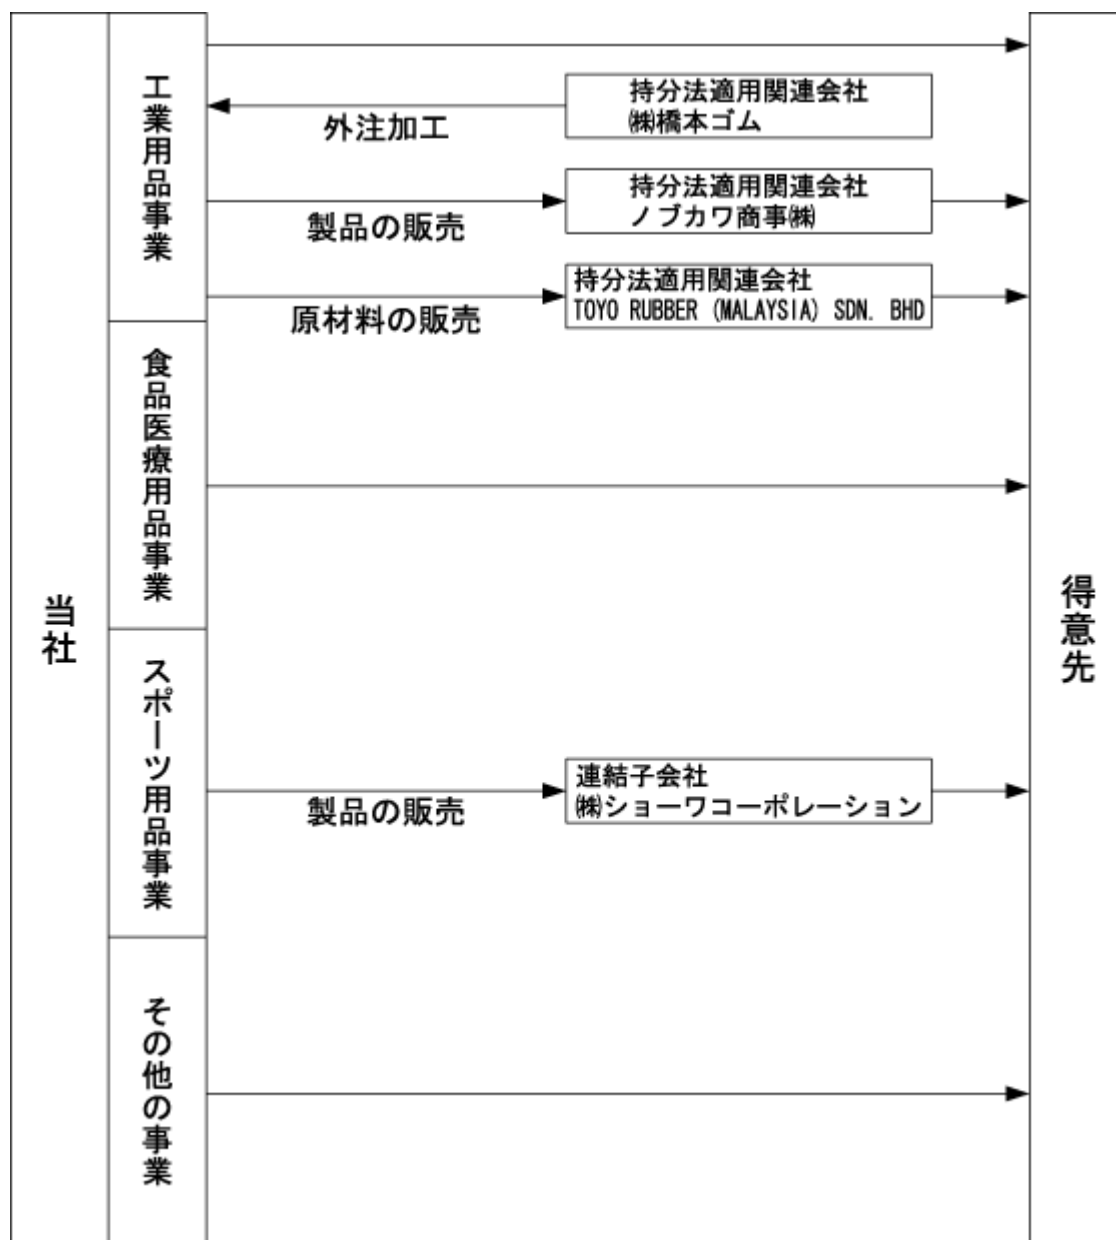 当社
工業用品事業
外注加工
持分法適用関連会社
㈱橋本ゴム
製品の販売
持分法適用関連会社
ノブカワ商事㈱
原材料の販売
持分法適用関連会社
TOYO RUBBER (MALAYSIA) SDN. BHD
食品医療用品事業
スポーツ用品事業
製品の販売
連結子会社
㈱ショーワコーポレーション
その他の事業
得意先